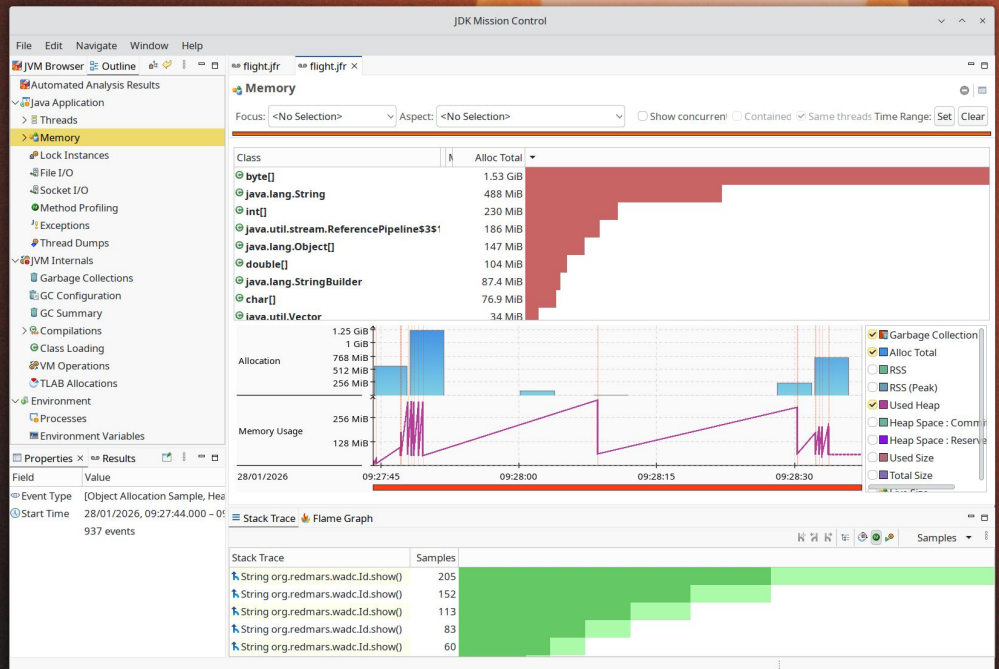 JDK Mission Control
File Edit Navigate Window Help
JVM Browser Outline
Automated Analysis Results
Java Application
Threads
Memory
Lock Instances
File I/O
Socket I/O
Method Profiling
Exceptions
Thread Dumps
JVM Internals
Garbage Collections
GC Configuration
GC Summary
Compilations
Class Loading
VM Operations
TLAB Allocations
Environment
Processes
Environment Variables
Properties Results
Field Value
Event Type [Object Allocation Sample, Hea
Start Time 28/01/2026, 09:27:44.000 – 09
937 events
flight.jfr flight.jfr
Memory
Focus: <No Selection> Aspect: <No Selection> Show concurrent Contained Same threads Time Range: Set Clear
Class Alloc Total
byte[] 1.53 GiB
java.lang.String 488 MiB
int[] 230 MiB
java.util.stream.ReferencePipeline$3$1 186 MiB
java.lang.Object[] 147 MiB
double[] 104 MiB
java.lang.StringBuilder 87.4 MiB
char[] 76.9 MiB
java.util.Vector 34 MiB
Allocation
1.25 GiB
1 GiB
768 MiB
512 MiB
256 MiB
Memory Usage
256 MiB
128 MiB
28/01/2026 09:27:45 09:28:00 09:28:15 09:28:30
Garbage Collection
Alloc Total
RSS
RSS (Peak)
Used Heap
Heap Space : Commi
Heap Space : Reserve
Used Size
Total Size
Stack Trace Flame Graph
Samples
Stack Trace Samples
String org.redmars.wadc.Id.show() 205
String org.redmars.wadc.Id.show() 152
String org.redmars.wadc.Id.show() 113
String org.redmars.wadc.Id.show() 83
String org.redmars.wadc.Id.show() 60